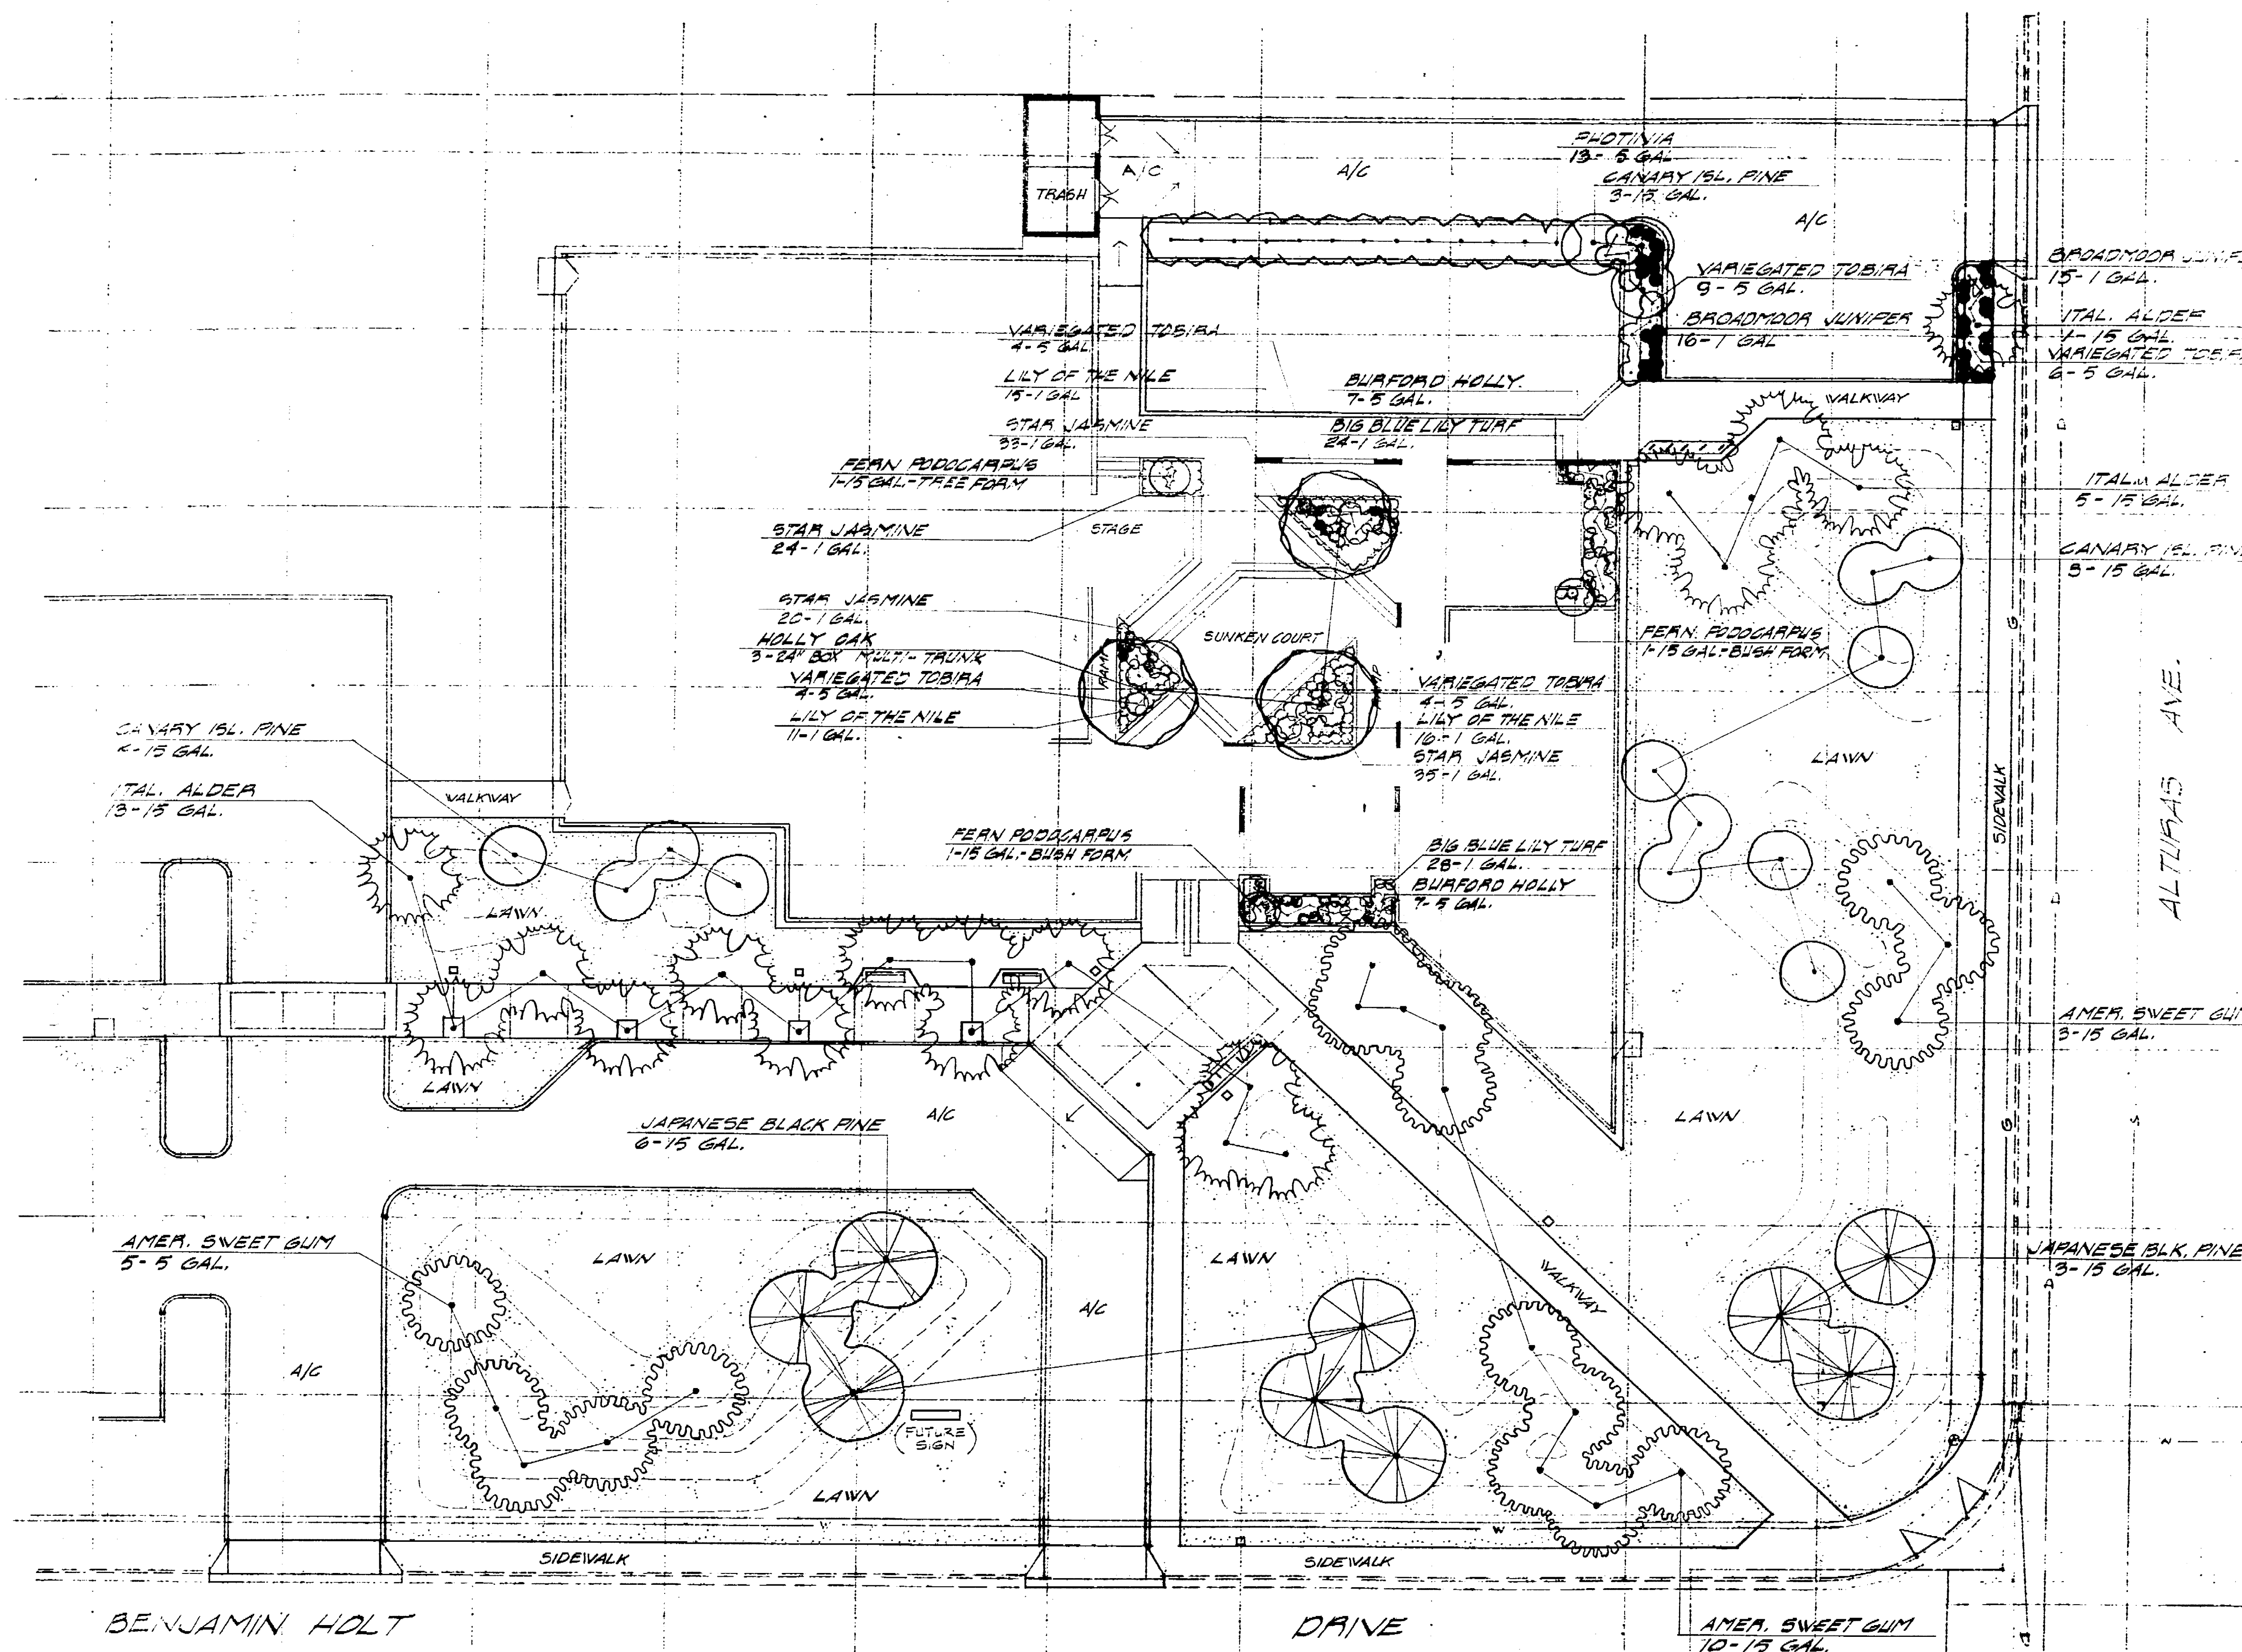 PHOTINIA
13-5 GAL
CANARY ISL. PINE
3-15 GAL.
A/C
A/C
A/C
TRASH
VARIEGATED TOBIRA
9-5 GAL.
BROADMOOR JUNIPER
16-1 GAL
BROADMOOR
15-1 GAL.
ITAL. ALDER
1-15 GAL.
VARIEGATED
6-5 GAL.
VARIEGATED TOBIRA
4-5 GAL
LILY OF THE NILE
15-1 GAL
STAR JASMINE
33-1 GAL.
BURFORD HOLLY.
7-5 GAL.
BIG BLUE LILY TURF
24-1 GAL.
WALKWAY
FERN PODOCARPUS
1-15 GAL-TREE FORM
STAR JASMINE
24-1 GAL.
STAGE
ITAL. ALDER
5-15 GAL.
CANARY ISL. PINE
GAL.
STAR JASMINE
20-1 GAL
HOLLY OAK
3-24" BOX MULTI-TRUNK
VARIEGATED TOBIRA
4-5 GAL.
LILY OF THE NILE
11-1 GAL.
RAMP
SUNKEN COURT
FERN PODOCARPUS
1-15 GAL-BUSH FORM
VARIEGATED TOBIRA
4-5 GAL.
LILY OF THE NILE
16-1 GAL.
STAR JASMINE
35-1 GAL.
CANARY ISL. PINE
-15 GAL.
ITAL. ALDER
13-15 GAL.
WALKWAY
LAWN
SIDEWALK
ALTURAS AVE.
FERN PODOCARPUS
1-15 GAL.-BUSH FORM
BIG BLUE LILY TURF
28-1 GAL.
BURFORD HOLLY
7-5 GAL.
LAWN
LAWN
AMER. SWEET
3-15 GAL.
JAPANESE BLACK PINE
6-15 GAL.
A/C
LAWN
AMER. SWEET GUM
5-5 GAL.
LAWN
LAWN
WALKWAY
JAPANESE BLK. PINE
3-15 GAL.
A/C
A/C
(FUTURE
SIGN)
LAWN
SIDEWALK
SIDEWALK
BENJAMIN HOLT DRIVE
AMER. SWEET GUM
10-15 GAL.